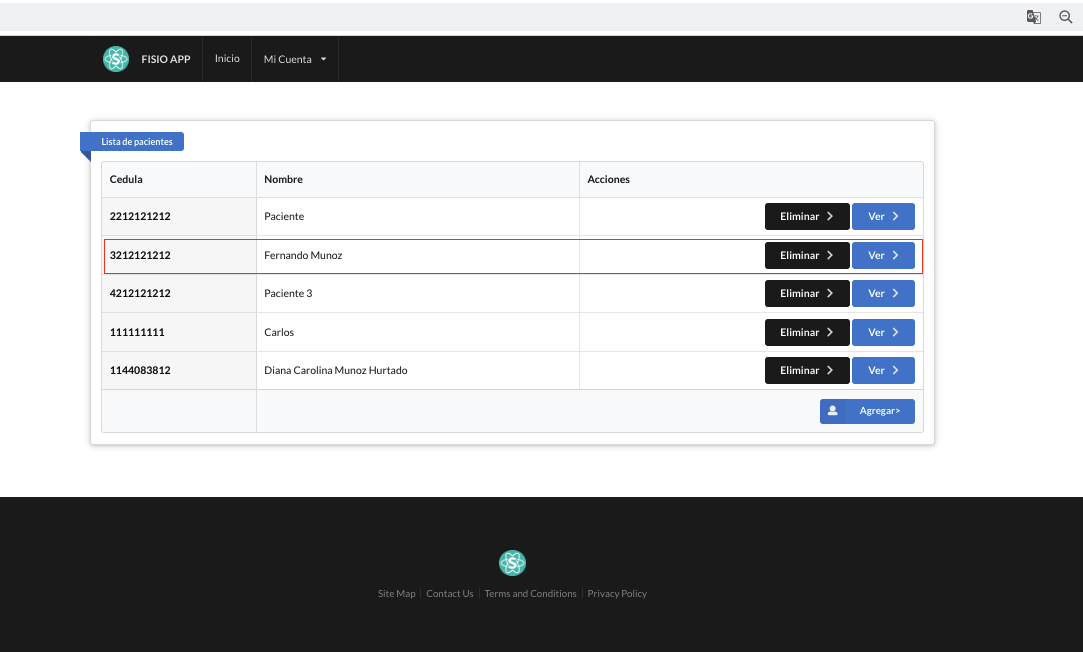 FISIO APP Inicio Mi Cuenta
Lista de pacientes
Cedula Nombre Acciones
2212121212 Paciente Eliminar Ver
3212121212 Fernando Munoz Eliminar Ver
4212121212 Paciente 3 Eliminar Ver
111111111 Carlos Eliminar Ver
1144083812 Diana Carolina Munoz Hurtado Eliminar Ver
Agregar>
S
Site Map Contact Us Terms and Conditions Privacy Policy